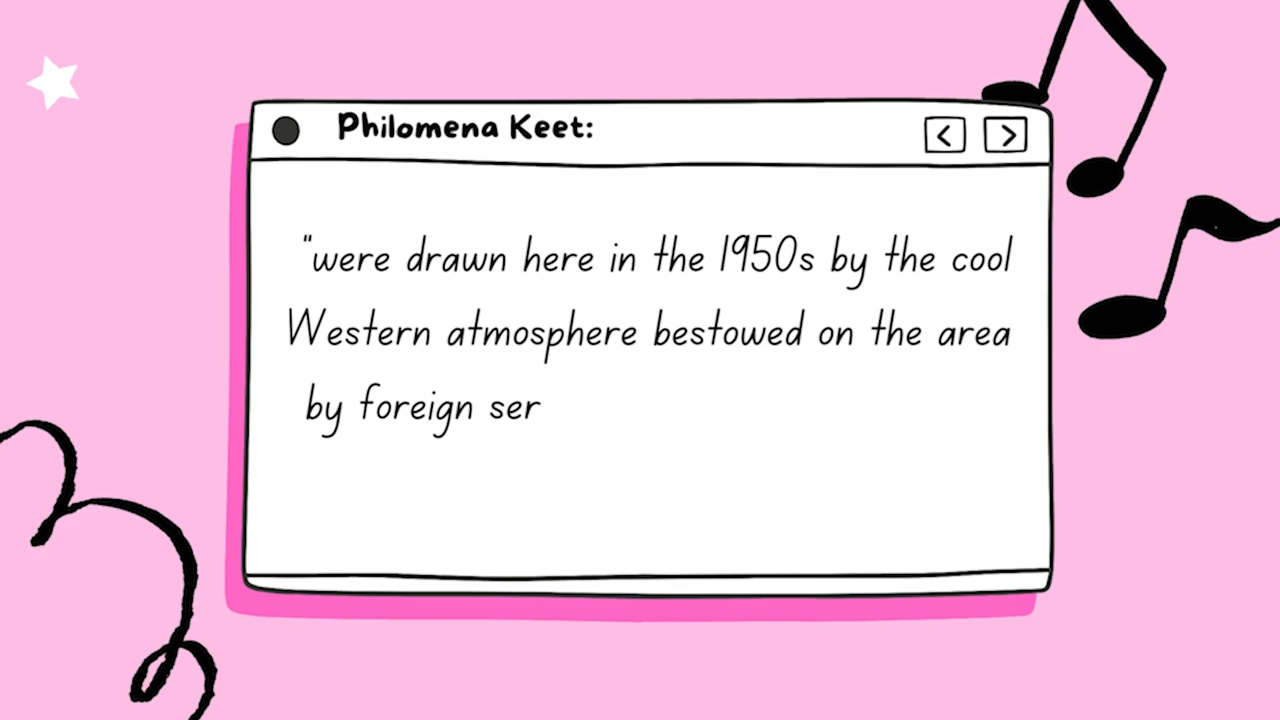 Philomena Keet:
"were drawn here in the 1950s by the cool
Western atmosphere bestowed on the area
by foreign ser